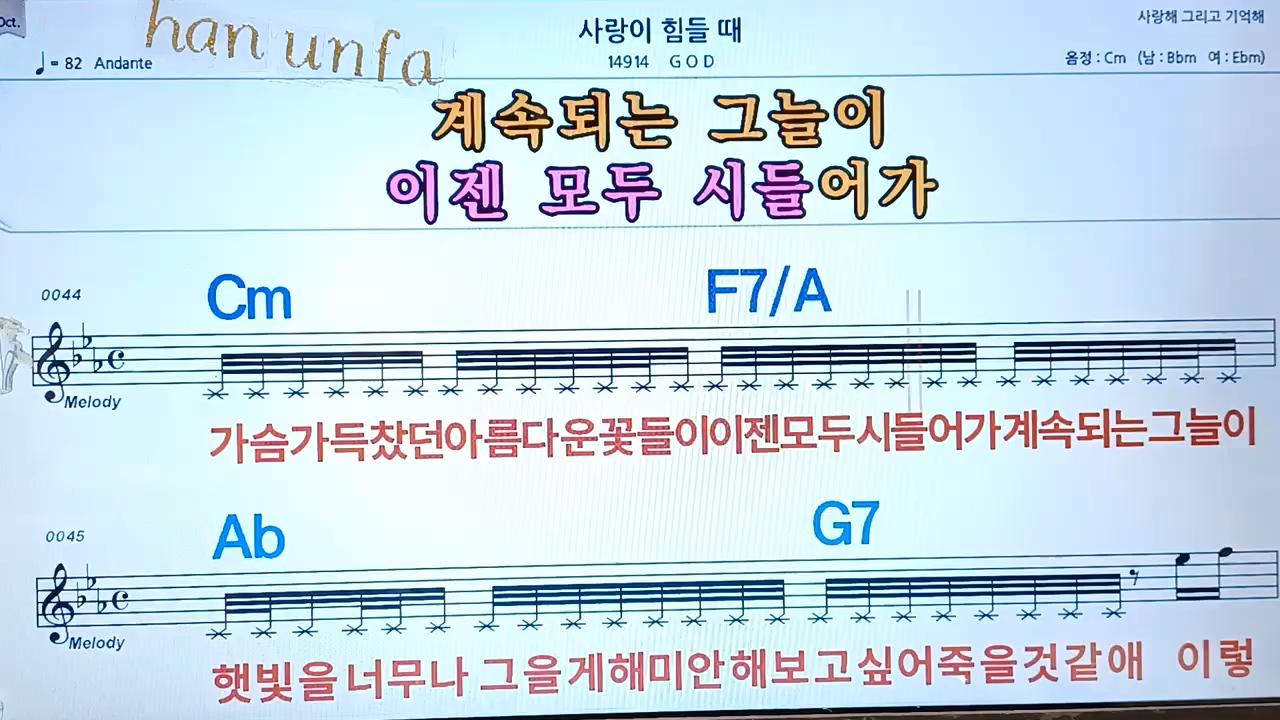 Oct.
han unfa
사랑이 힘들 때
사랑해 그리고 기억해
♩ = 82 Andante
14914 G O D
음정 : Cm (남 : Bbm 여 : Ebm)
계속되는 그늘이
이젠 모두 시들어가
0044
Cm F7/A
Melody
가슴가득찼던아름다운꽃들이이젠모두시들어가계속되는그늘이
0045
Ab G7
Melody
햇빛을너무나 그을게해미안해보고싶어죽을것같애 이렇